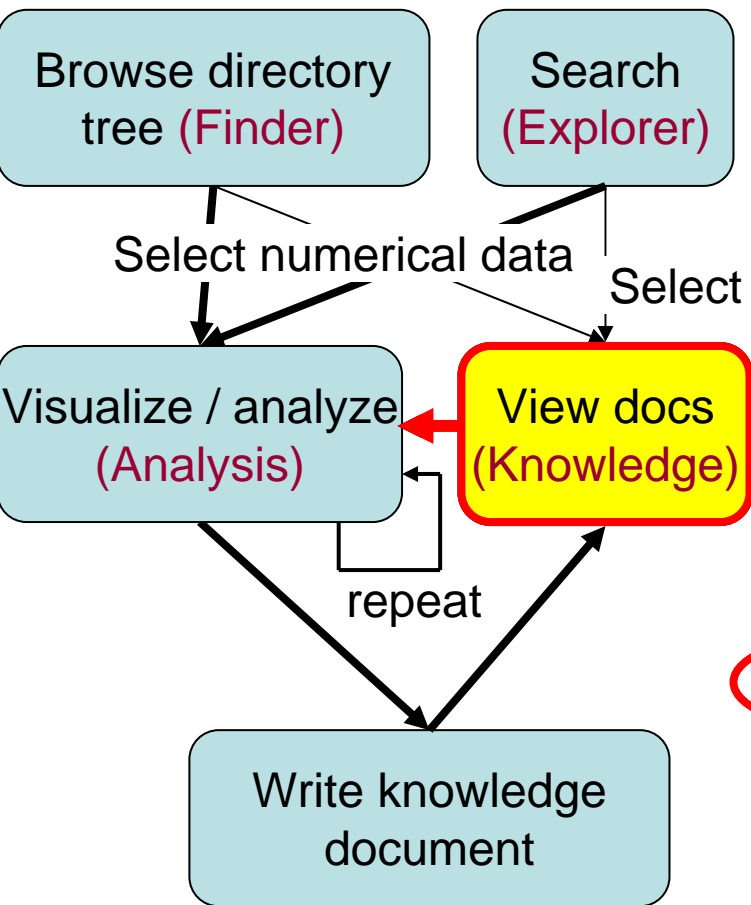 Browse directory
tree (Finder)
Search
(Explorer)
Select numerical data
Select
Visualize / analyze
(Analysis)
View docs
(Knowledge)
repeat
Write knowledge
document